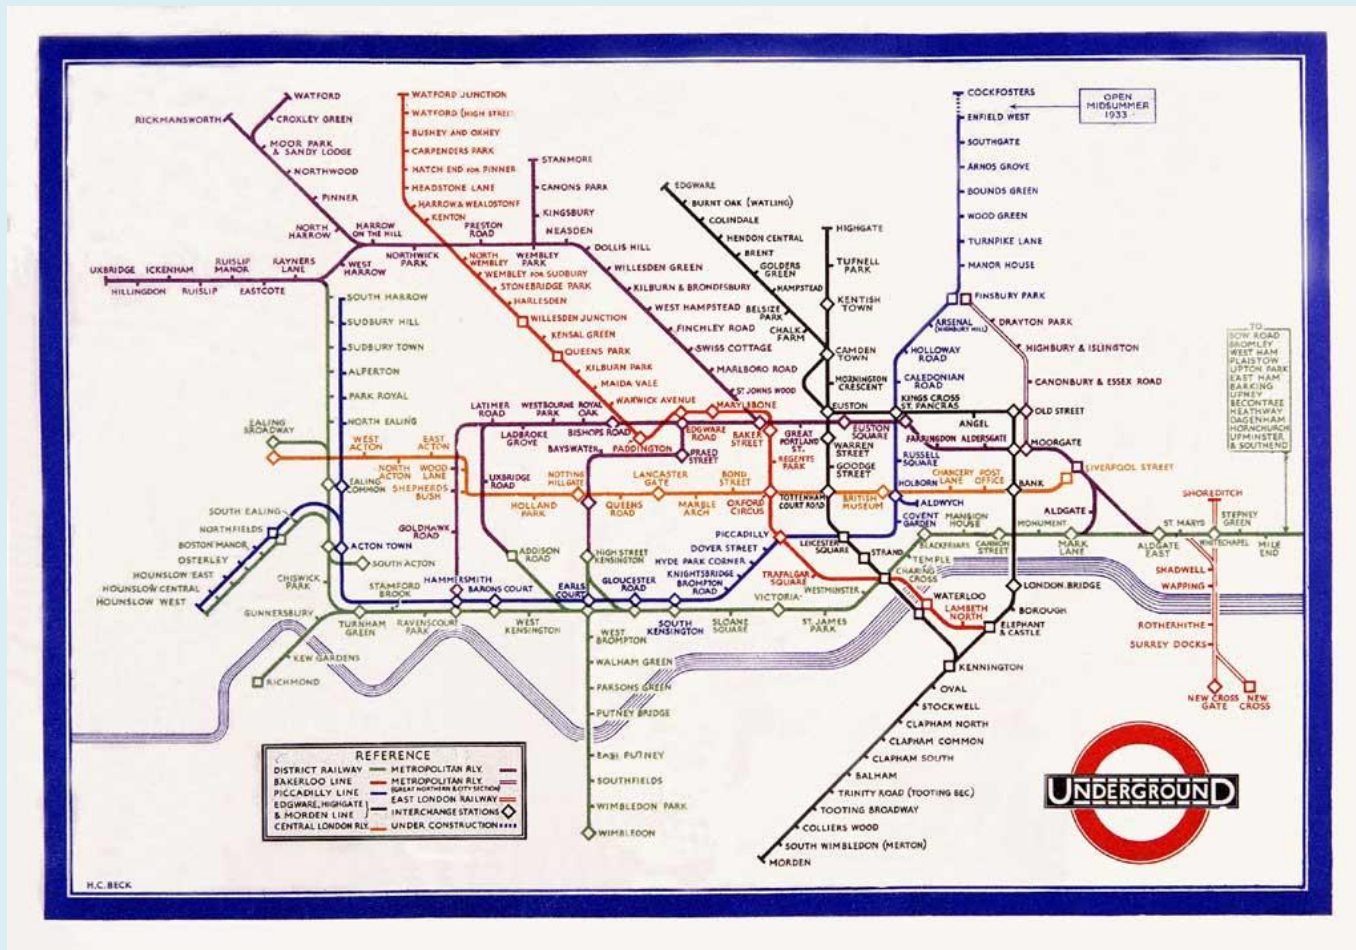 WATFORD
CROXLEY GREEN
RICKMANSWORTH
MOOR PARK
& SANDY LODGE
NORTHWOOD
PINNER
NORTH
HARROW
HARROW
ON THE HILL
WEST
HARROW
NORTHWICK
PARK
PRESTON
ROAD
WEMBLEY
PARK
UXBRIDGE
HILLINGDON
ICKENHAM
RUISLIP
RUISLIP
MANOR
EASTCOTE
RAYNERS
LANE
WATFORD JUNCTION
WATFORD (HIGH STREET
BUSHEY AND OXHEY
CARPENDERS PARK
HATCH END FOR PINNER
HEADSTONE LANE
HARROW & WEALDSTONE
KENTON
NORTH
WEMBLEY
WEMBLEY FOR SUDBURY
STONEBRIDGE PARK
HARLESDEN
WILLESDEN JUNCTION
KENSAL GREEN
QUEENS PARK
KILBURN PARK
MAIDA VALE
WARWICK AVENUE
STANMORE
CANONS PARK
KINGSBURY
NEASDEN
DOLLIS HILL
WILLESDEN GREEN
KILBURN & BRONDESBURY
WEST HAMPSTEAD
FINCHLEY ROAD
SWISS COTTAGE
MARLBORO ROAD
ST. JOHNS WOOD
EDGWARE
BURNT OAK (WATLING)
COLINDALE
HENDON CENTRAL
BRENT
GOLDERS
GREEN
HAMPSTEAD
BELSIZE
PARK
CHALK
FARM
HIGHGATE
TUFNELL
PARK
KENTISH
TOWN
CAMDEN
TOWN
MORNINGTON
CRESCENT
EUSTON
COCKFOSTERS
OPEN
MIDSUMMER
1933
ENFIELD WEST
SOUTHGATE
ARNOS GROVE
BOUNDS GREEN
WOOD GREEN
TURNPIKE LANE
MANOR HOUSE
FINSBURY PARK
ARSENAL
(HIGHBURY HILL)
HOLLOWAY
ROAD
CALEDONIAN
ROAD
KINGS CROSS
ST. PANCRAS
DRAYTON PARK
HIGHBURY & ISLINGTON
CANONBURY & ESSEX ROAD
OLD STREET
ANGEL
MOORGATE
TO
BOW ROAD
BROMLEY
WEST HAM
PLAISTOW
UPTON PARK
EAST HAM
BARKING
UPNEY
BECONTREE
HEATHWAY
DAGENHAM
HORNCHURCH
UPMINSTER
& SOUTHEND
SOUTH HARROW
SUDBURY HILL
SUDBURY TOWN
ALPERTON
PARK ROYAL
NORTH EALING
EALING
BROADWAY
EALING
COMMON
WEST
ACTON
NORTH
ACTON
EAST
ACTON
WOOD
LANE
SHEPHERDS
BUSH
HOLLAND
PARK
NOTTING
HILL GATE
QUEENS
ROAD
LANCASTER
GATE
MARBLE
ARCH
BOND
STREET
OXFORD
CIRCUS
TOTTENHAM
COURT ROAD
BRITISH
MUSEUM
HOLBORN
CHANCERY
LANE
POST
OFFICE
BANK
LIVERPOOL STREET
LATIMER
ROAD
LADBROKE
GROVE
WESTBOURNE
PARK
ROYAL
OAK
BISHOPS ROAD
BAYSWATER
PADDINGTON
PRAED
STREET
EDGWARE
ROAD
MARYLEBONE
BAKER
STREET
REGENTS
PARK
GREAT
PORTLAND
ST.
EUSTON
SQUARE
WARREN
STREET
GOODGE
STREET
RUSSELL
SQUARE
FARRINGDON
ALDERSGATE
ALDWYCH
COVENT
GARDEN
LEICESTER
SQUARE
UXBRIDGE
ROAD
GOLDHAWK
ROAD
ADDISON
ROAD
HIGH STREET
KENSINGTON
SOUTH EALING
NORTHFIELDS
BOSTON MANOR
OSTERLEY
HOUNSLOW EAST
HOUNSLOW CENTRAL
HOUNSLOW WEST
ACTON TOWN
SOUTH ACTON
CHISWICK
PARK
STAMFORD
BROOK
HAMMERSMITH
BARONS COURT
EARLS
COURT
GLOUCESTER
ROAD
SOUTH
KENSINGTON
BROMPTON
ROAD
KNIGHTSBRIDGE
HYDE PARK CORNER
DOVER STREET
PICCADILLY
GUNNERSBURY
TURNHAM
GREEN
RAVENSCOURT
PARK
WEST
KENSINGTON
SLOANE
SQUARE
VICTORIA
ST. JAMES
PARK
WESTMINSTER
TRAFALGAR
SQUARE
STRAND
CHARING
CROSS
TEMPLE
BLACKFRIARS
MANSION
HOUSE
CANNON
STREET
MONUMENT
MARK
LANE
ALDGATE
ALDGATE
EAST
ST. MARYS
WHITECHAPEL
STEPNEY
GREEN
MILE
END
SHOREDITCH
SHADWELL
WAPPING
ROTHERHITHE
SURREY DOCKS
NEW CROSS
GATE
NEW
CROSS
WATERLOO
LAMBETH
NORTH
ELEPHANT
& CASTLE
LONDON BRIDGE
BOROUGH
KENNINGTON
OVAL
STOCKWELL
CLAPHAM NORTH
CLAPHAM COMMON
CLAPHAM SOUTH
BALHAM
TRINITY ROAD (TOOTING BEC)
TOOTING BROADWAY
COLLIERS WOOD
SOUTH WIMBLEDON (MERTON)
MORDEN
KEW GARDENS
RICHMOND
WEST
BROMPTON
WALHAM GREEN
PARSONS GREEN
PUTNEY BRIDGE
EAST PUTNEY
SOUTHFIELDS
WIMBLEDON PARK
WIMBLEDON
REFERENCE
DISTRICT RAILWAY
BAKERLOO LINE
PICCADILLY LINE
EDGWARE, HIGHGATE
& MORDEN LINE
CENTRAL LONDON RLY.
METROPOLITAN RLY.
METROPOLITAN RLY.
(GREAT NORTHERN & CITY SECTION)
EAST LONDON RAILWAY
INTERCHANGE STATIONS
UNDER CONSTRUCTION
UNDERGROUND
H.C. BECK